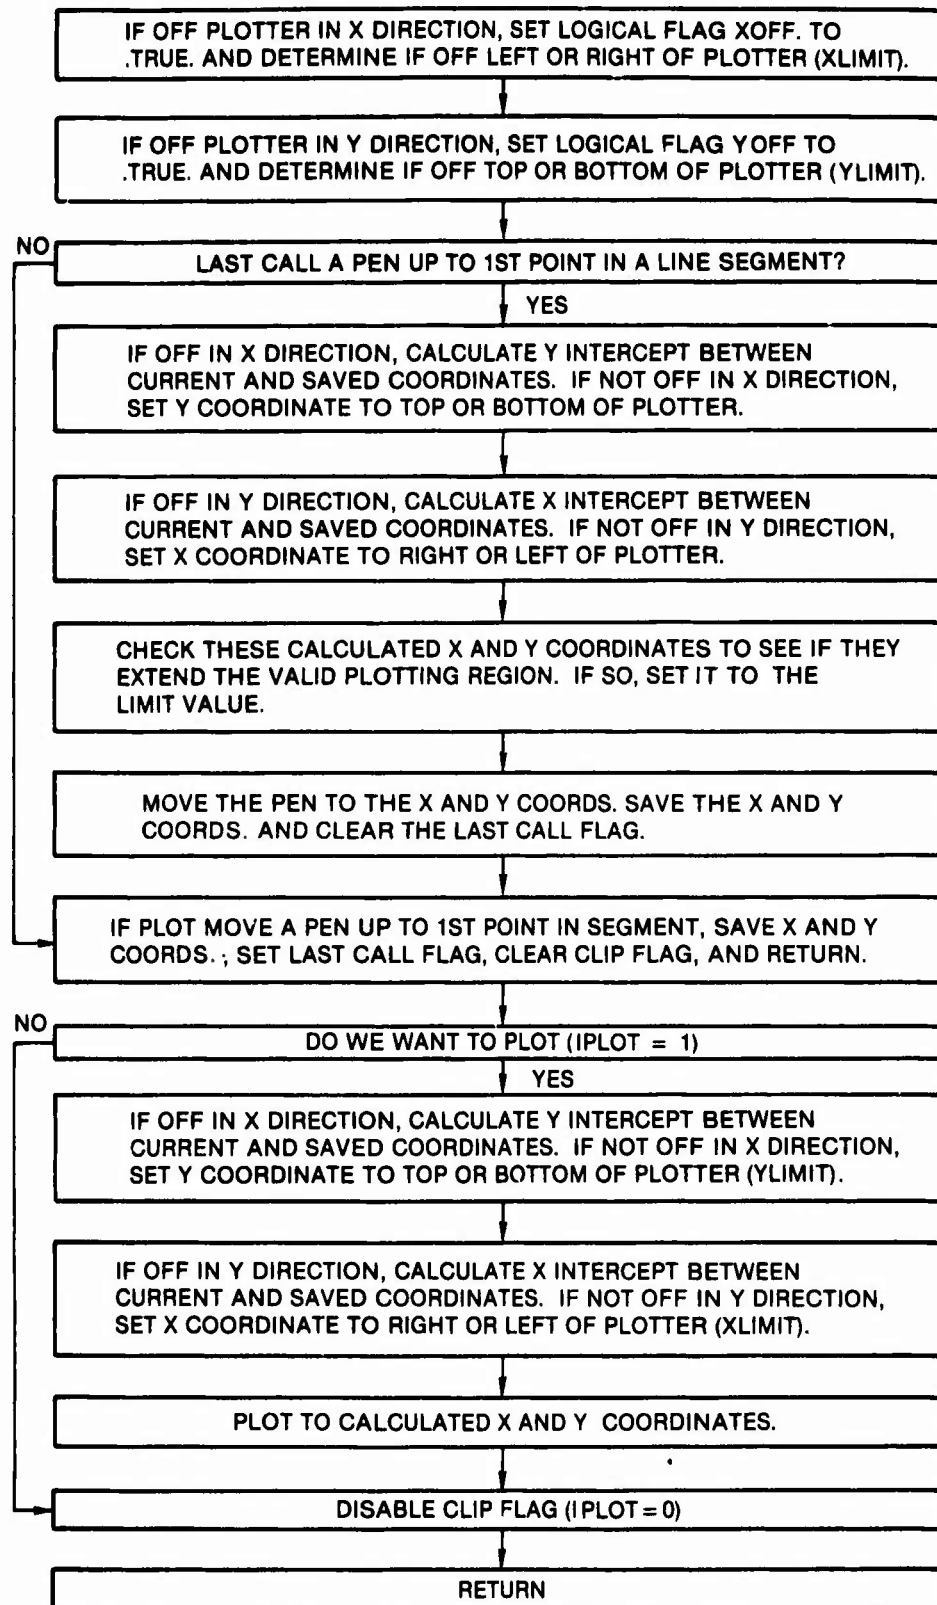 IF OFF PLOTTER IN X DIRECTION, SET LOGICAL FLAG XOFF. TO
.TRUE. AND DETERMINE IF OFF LEFT OR RIGHT OF PLOTTER (XLIMIT).
IF OFF PLOTTER IN Y DIRECTION, SET LOGICAL FLAG YOFF TO
.TRUE. AND DETERMINE IF OFF TOP OR BOTTOM OF PLOTTER (YLIMIT).
NO
LAST CALL A PEN UP TO 1ST POINT IN A LINE SEGMENT?
YES
IF OFF IN X DIRECTION, CALCULATE Y INTERCEPT BETWEEN
CURRENT AND SAVED COORDINATES. IF NOT OFF IN X DIRECTION,
SET Y COORDINATE TO TOP OR BOTTOM OF PLOTTER.
IF OFF IN Y DIRECTION, CALCULATE X INTERCEPT BETWEEN
CURRENT AND SAVED COORDINATES. IF NOT OFF IN Y DIRECTION,
SET X COORDINATE TO RIGHT OR LEFT OF PLOTTER.
CHECK THESE CALCULATED X AND Y COORDINATES TO SEE IF THEY
EXTEND THE VALID PLOTTING REGION. IF SO, SET IT TO THE
LIMIT VALUE.
MOVE THE PEN TO THE X AND Y COORDS. SAVE THE X AND Y
COORDS. AND CLEAR THE LAST CALL FLAG.
IF PLOT MOVE A PEN UP TO 1ST POINT IN SEGMENT, SAVE X AND Y
COORDS. ; SET LAST CALL FLAG, CLEAR CLIP FLAG, AND RETURN.
NO
DO WE WANT TO PLOT (IPLOT = 1)
YES
IF OFF IN X DIRECTION, CALCULATE Y INTERCEPT BETWEEN
CURRENT AND SAVED COORDINATES. IF NOT OFF IN X DIRECTION,
SET Y COORDINATE TO TOP OR BOTTOM OF PLOTTER (YLIMIT).
IF OFF IN Y DIRECTION, CALCULATE X INTERCEPT BETWEEN
CURRENT AND SAVED COORDINATES. IF NOT OFF IN Y DIRECTION,
SET X COORDINATE TO RIGHT OR LEFT OF PLOTTER (XLIMIT).
PLOT TO CALCULATED X AND Y COORDINATES.
DISABLE CLIP FLAG (IPLOT = 0)
RETURN